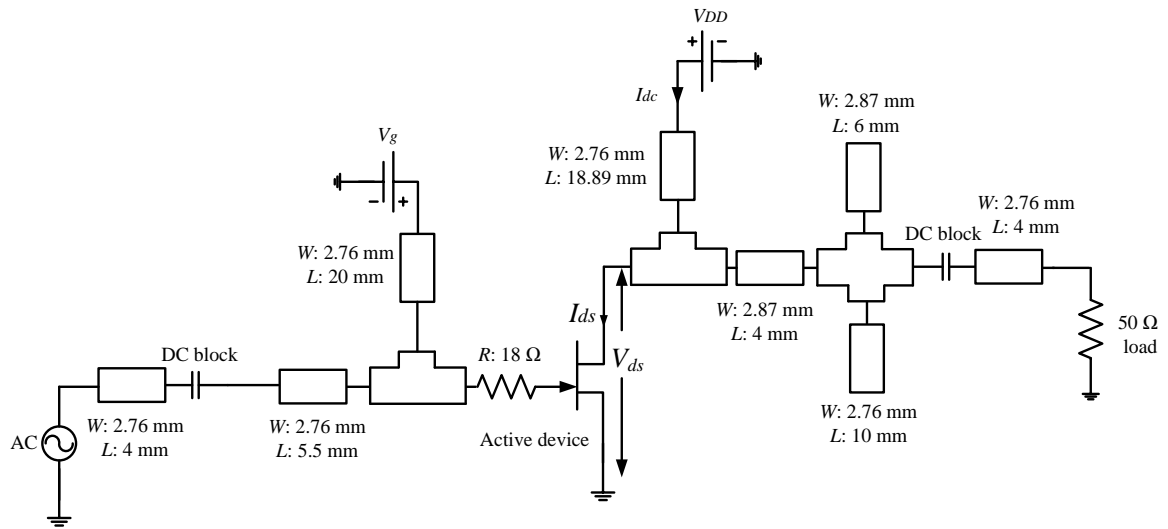 VDD
+ −
Idc
W: 2.87 mm
L: 6 mm
Vg
− +
W: 2.76 mm
L: 18.89 mm
W: 2.76 mm
L: 4 mm
DC block
W: 2.76 mm
L: 20 mm
Ids
W: 2.87 mm
L: 4 mm
50 Ω
load
DC block
R: 18 Ω
Vds
W: 2.76 mm
L: 10 mm
AC
W: 2.76 mm
L: 4 mm
W: 2.76 mm
L: 5.5 mm
Active device